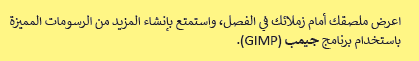 اعرض ملصقك أمام زملائك في الفصل، واستمتع بإنشاء المزيد من الرسومات المميزة
باستخدام برنامج جيمب (GIMP).